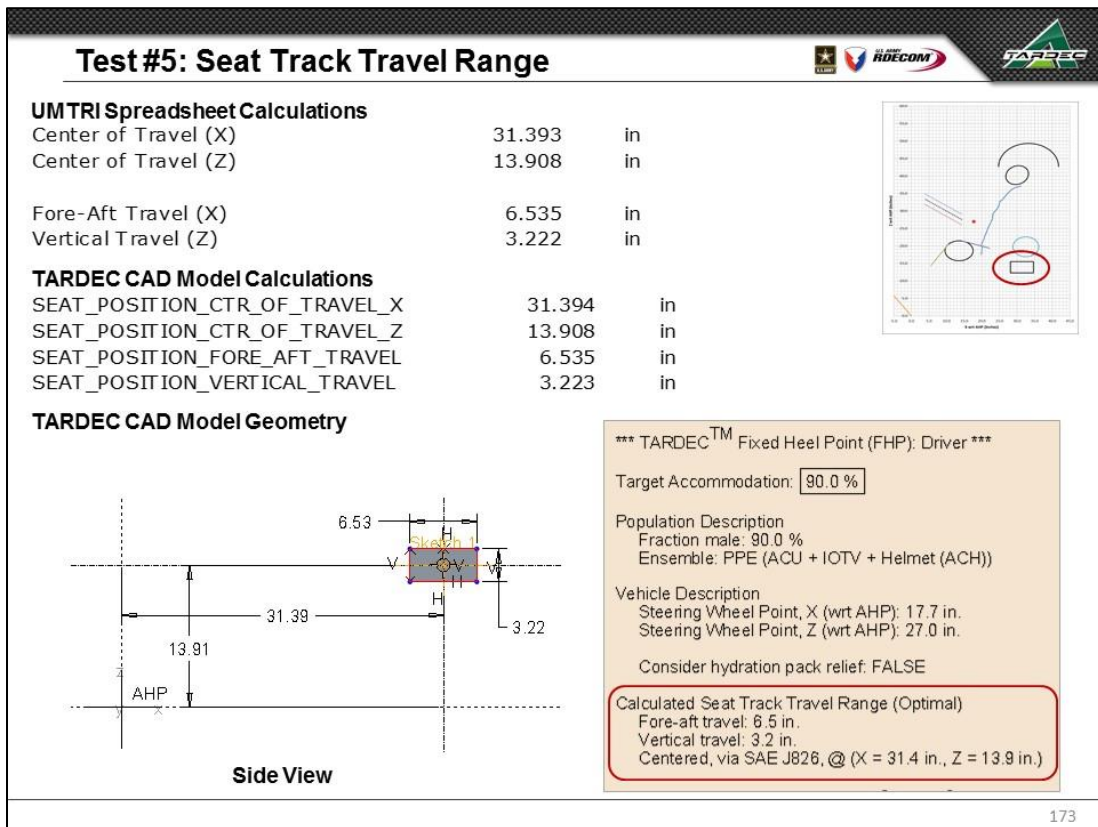 Test #5: Seat Track Travel Range
U.S. ARMY
U.S. ARMY RDECOM
TARDEC
UMTRI Spreadsheet Calculations
Center of Travel (X) 31.393 in
Center of Travel (Z) 13.908 in
Fore-Aft Travel (X) 6.535 in
Vertical Travel (Z) 3.222 in
TARDEC CAD Model Calculations
SEAT_POSITION_CTR_OF_TRAVEL_X 31.394 in
SEAT_POSITION_CTR_OF_TRAVEL_Z 13.908 in
SEAT_POSITION_FORE_AFT_TRAVEL 6.535 in
SEAT_POSITION_VERTICAL_TRAVEL 3.223 in
TARDEC CAD Model Geometry
6.53
H
Sketch 1
V
V
H
H
31.39
3.22
13.91
Z
AHP
Y X
Side View
*** TARDEC™ Fixed Heel Point (FHP): Driver ***
Target Accommodation: 90.0 %
Population Description
Fraction male: 90.0 %
Ensemble: PPE (ACU + IOTV + Helmet (ACH))
Vehicle Description
Steering Wheel Point, X (wrt AHP): 17.7 in.
Steering Wheel Point, Z (wrt AHP): 27.0 in.
Consider hydration pack relief: FALSE
Calculated Seat Track Travel Range (Optimal)
Fore-aft travel: 6.5 in.
Vertical travel: 3.2 in.
Centered, via SAE J826, @ (X = 31.4 in., Z = 13.9 in.)
173